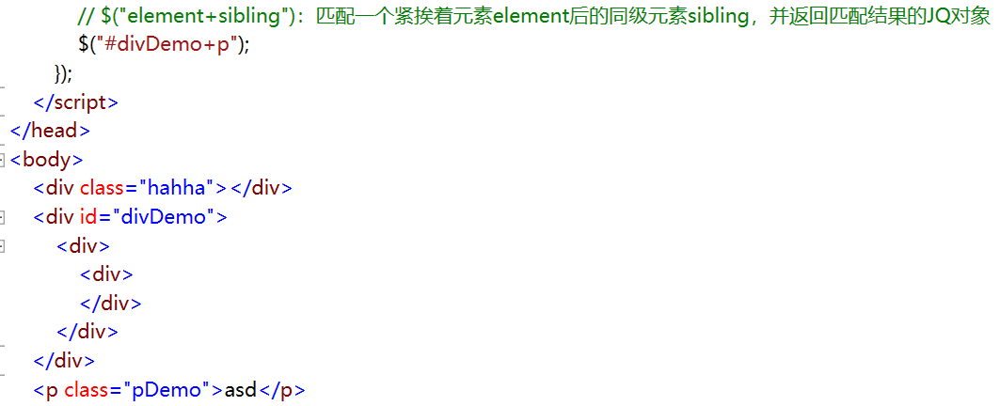 // $("element+sibling")：匹配一个紧挨着元素element后的同级元素sibling，并返回匹配结果的JQ对象
$("#divDemo+p");
});
</script>
</head>
<body>
<div class="hahha"></div>
<div id="divDemo">
<div>
<div>
</div>
</div>
</div>
<p class="pDemo">asd</p>